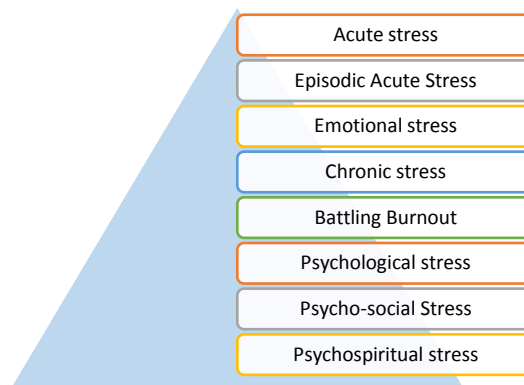 Acute stress
Episodic Acute Stress
Emotional stress
Chronic stress
Battling Burnout
Psychological stress
Psycho-social Stress
Psychospiritual stress